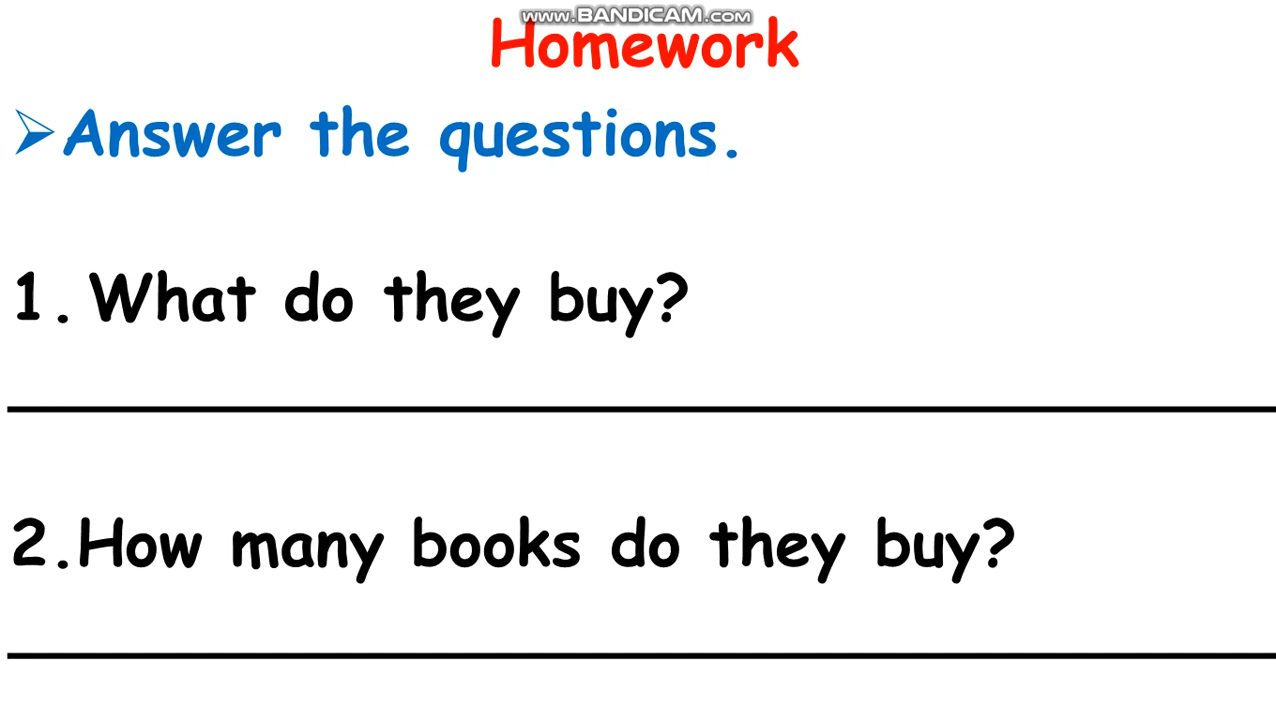 www.BANDICAM.com
Homework
➢Answer the questions.
1. What do they buy?
2.How many books do they buy?